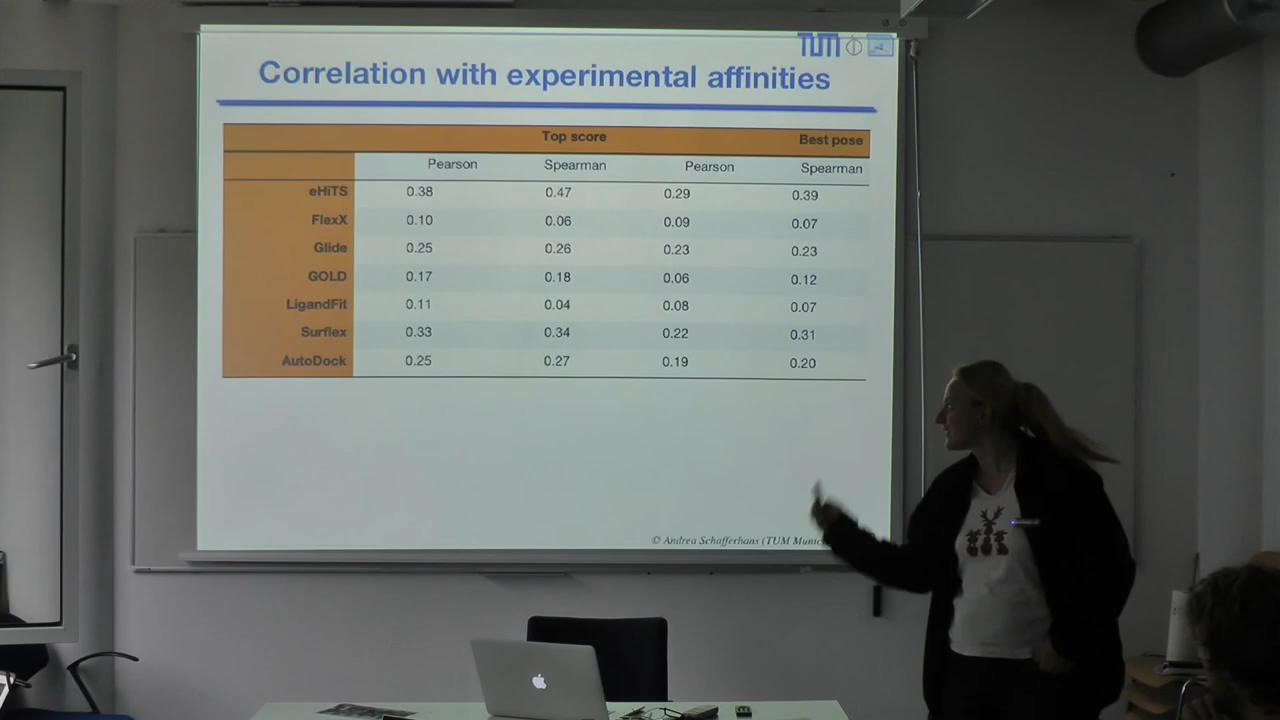 TUM
Correlation with experimental affinities
Top score Best pose
Pearson Spearman Pearson Spearman
eHiTS 0.38 0.47 0.29 0.39
FlexX 0.10 0.06 0.09 0.07
Glide 0.25 0.26 0.23 0.23
GOLD 0.17 0.18 0.06 0.12
LigandFit 0.11 0.04 0.08 0.07
Surflex 0.33 0.34 0.22 0.31
AutoDock 0.25 0.27 0.19 0.20
© Andrea Schafferhans (TUM Munic